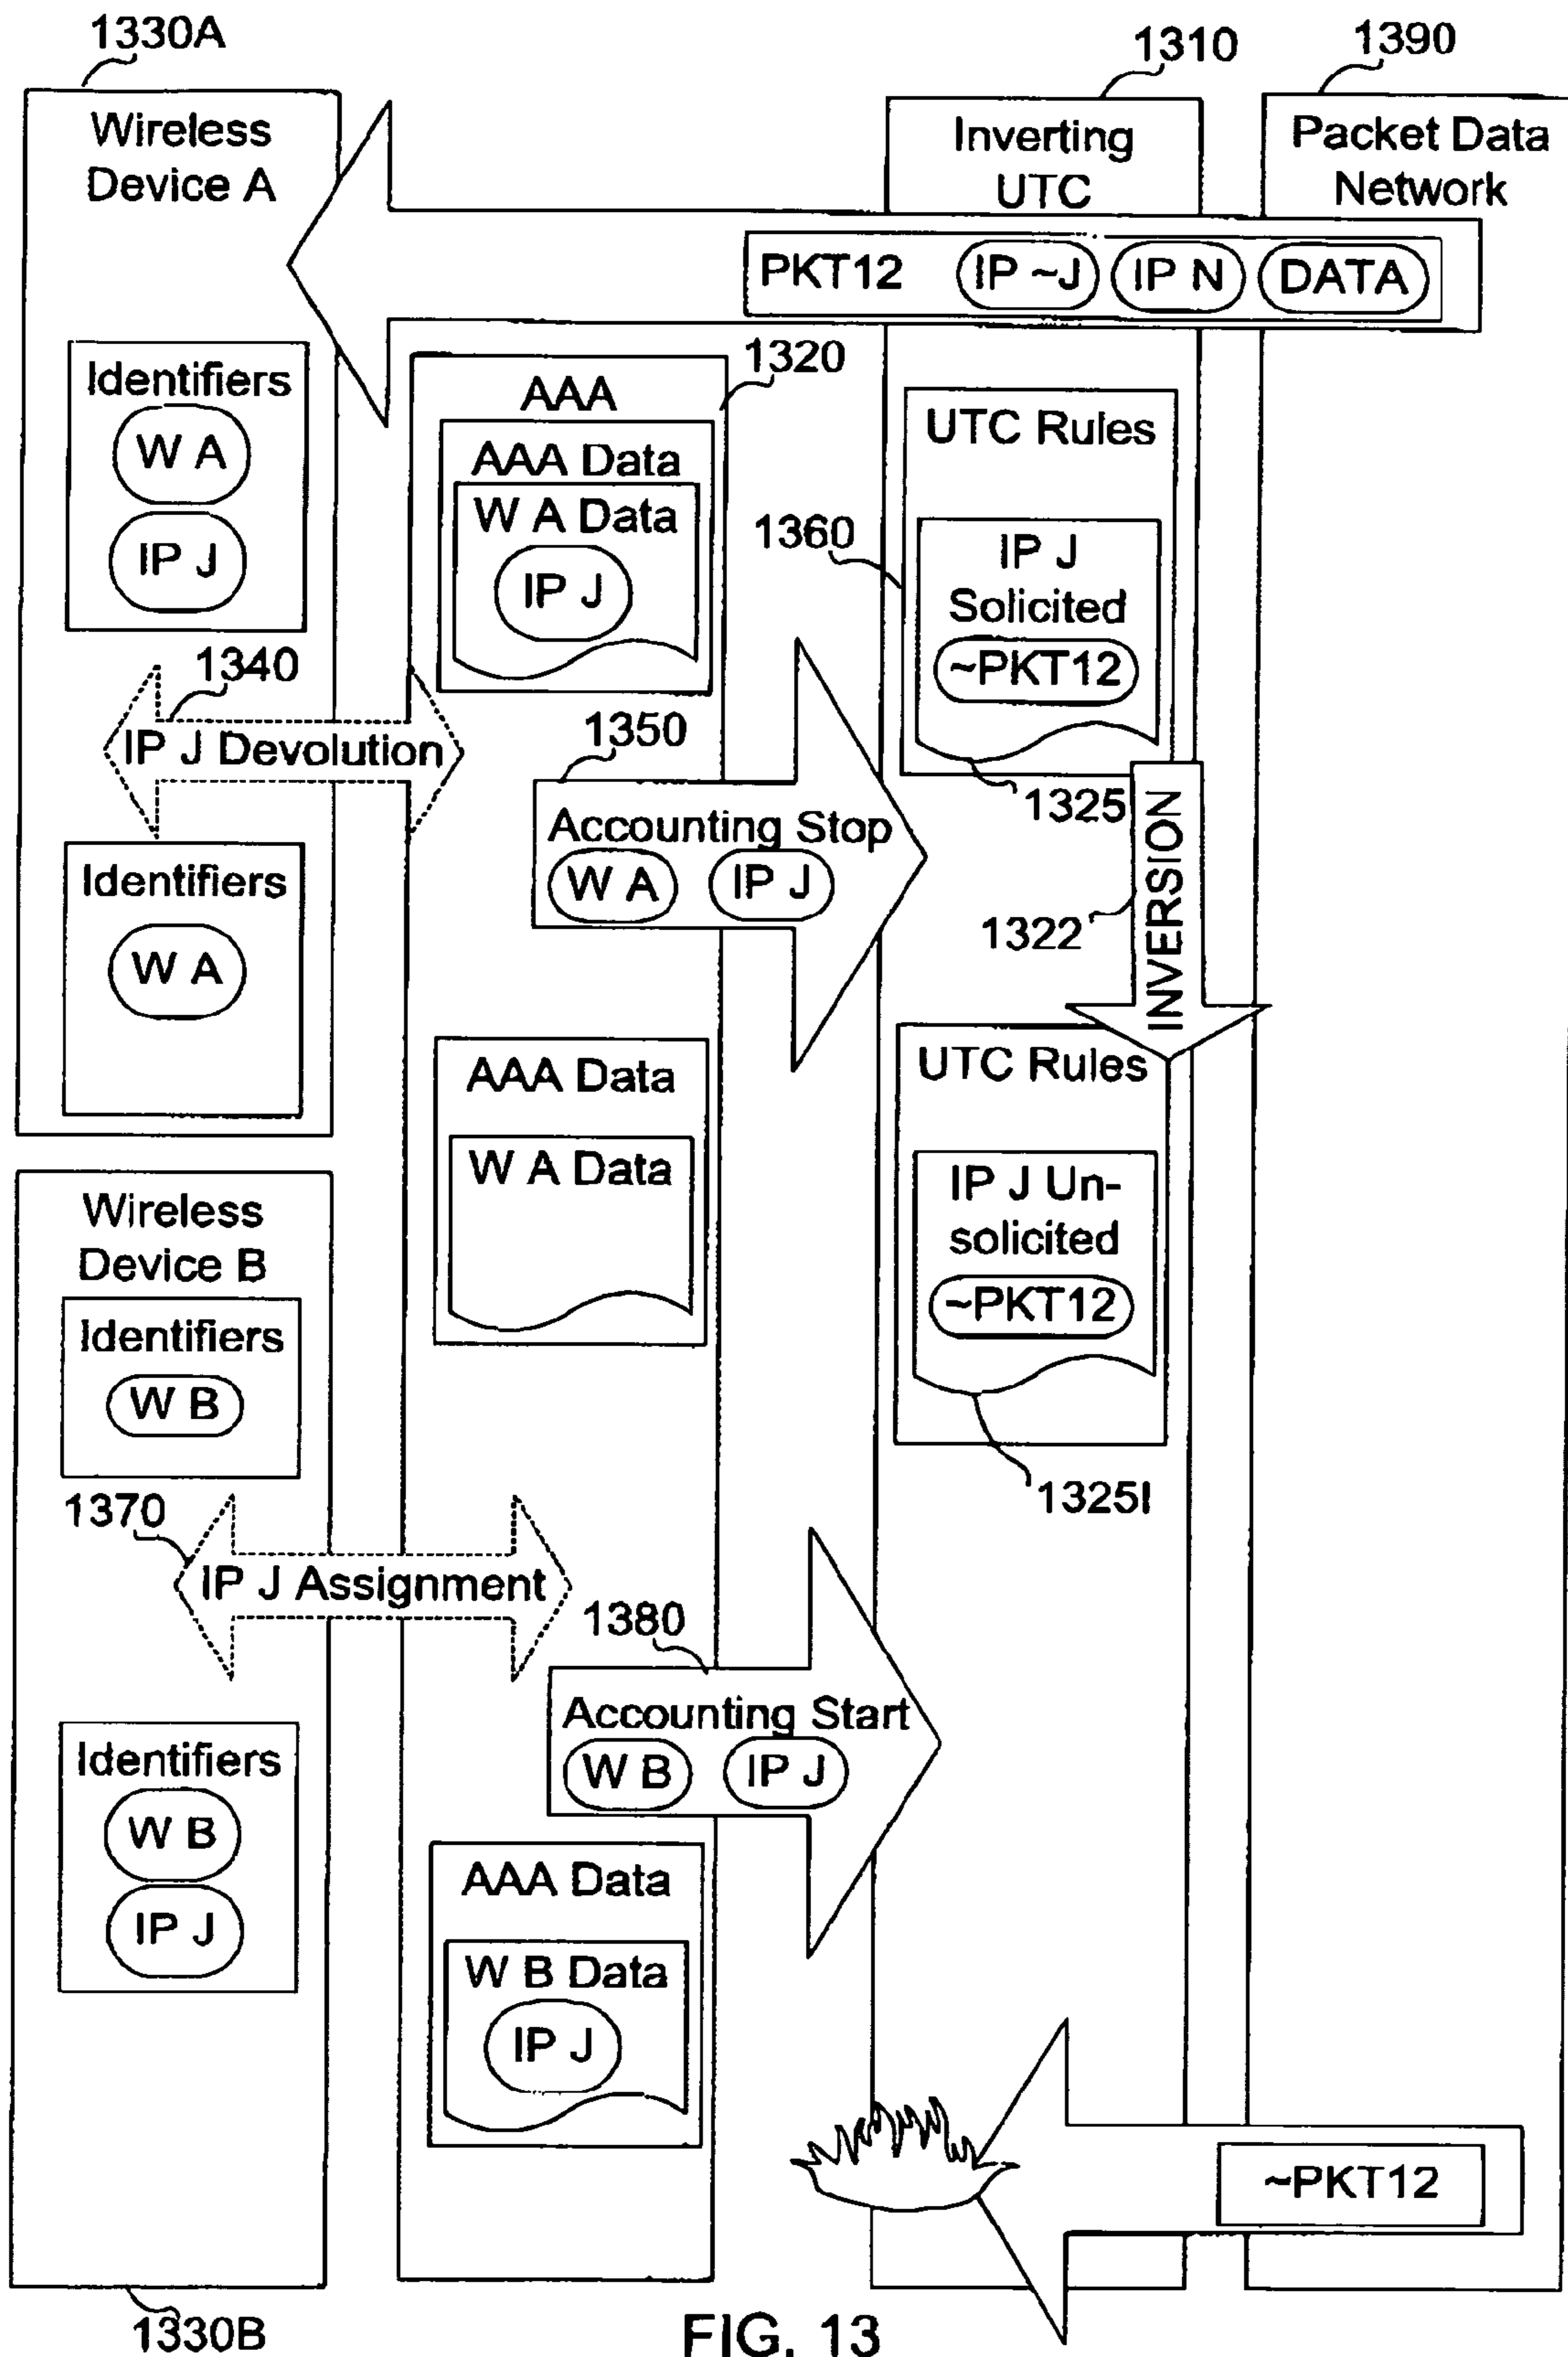 1330A
1310
1390
Wireless
Device A
Inverting
UTC
Packet Data
Network
PKT12 IP ~J IP N DATA
Identifiers
W A
IP J
1320
AAA
AAA Data
W A Data
IP J
UTC Rules
1360
IP J
Solicited
~PKT12
1325
1340
IP J Devolution
1350
Accounting Stop
W A IP J
INVERSION
1322
Identifiers
W A
AAA Data
W A Data
UTC Rules
IP J Un-
solicited
~PKT12
1325I
Wireless
Device B
Identifiers
W B
1370
IP J Assignment
1380
Accounting Start
W B IP J
Identifiers
W B
IP J
AAA Data
W B Data
IP J
~PKT12
1330B
FIG. 13